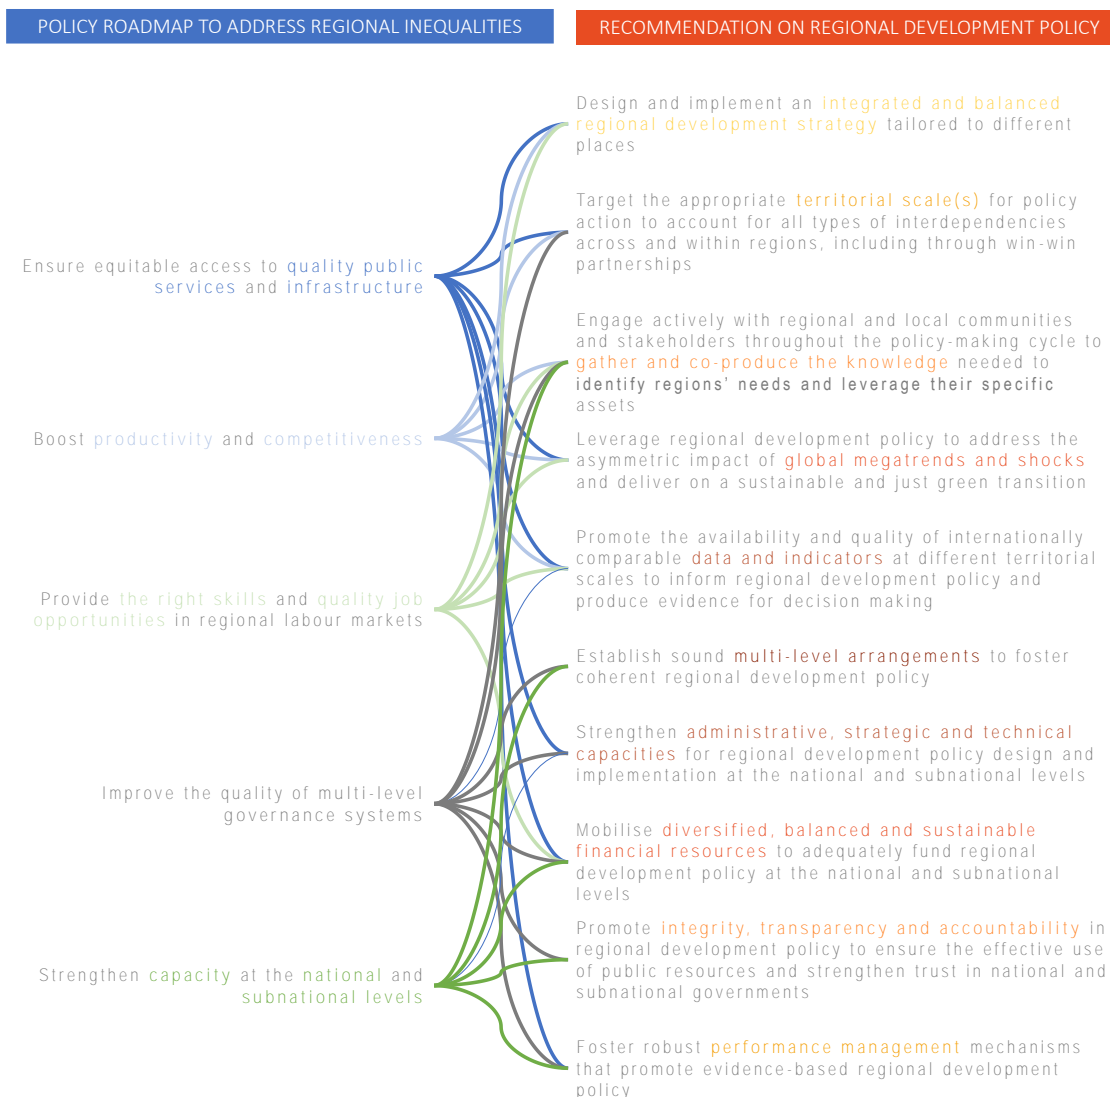 POLICY ROADMAP TO ADDRESS REGIONAL INEQUALITIES
Ensure equitable access to quality public
services and infrastructure
Boost productivity and competitiveness
Provide the right skills and quality job
opportunities in regional labour markets
Improve the quality of multi-level
governance systems
Strengthen capacity at the national and
subnational levels
RECOMMENDATION ON REGIONAL DEVELOPMENT POLICY
Design and implement an integrated and balanced
regional development strategy tailored to different
places
Target the appropriate territorial scale(s) for policy
action to account for all types of interdependencies
across and within regions, including through win-win
partnerships
Engage actively with regional and local communities
and stakeholders throughout the policy-making cycle to
gather and co-produce the knowledge needed to
identify regions' needs and leverage their specific
assets
Leverage regional development policy to address the
asymmetric impact of global megatrends and shocks
and deliver on a sustainable and just green transition
Promote the availability and quality of internationally
comparable data and indicators at different territorial
scales to inform regional development policy and
produce evidence for decision making
Establish sound multi-level arrangements to foster
coherent regional development policy
Strengthen administrative, strategic and technical
capacities for regional development policy design and
implementation at the national and subnational levels
Mobilise diversified, balanced and sustainable
financial resources to adequately fund regional
development policy at the national and subnational
levels
Promote integrity, transparency and accountability in
regional development policy to ensure the effective use
of public resources and strengthen trust in national and
subnational governments
Foster robust performance management mechanisms
that promote evidence-based regional development
policy